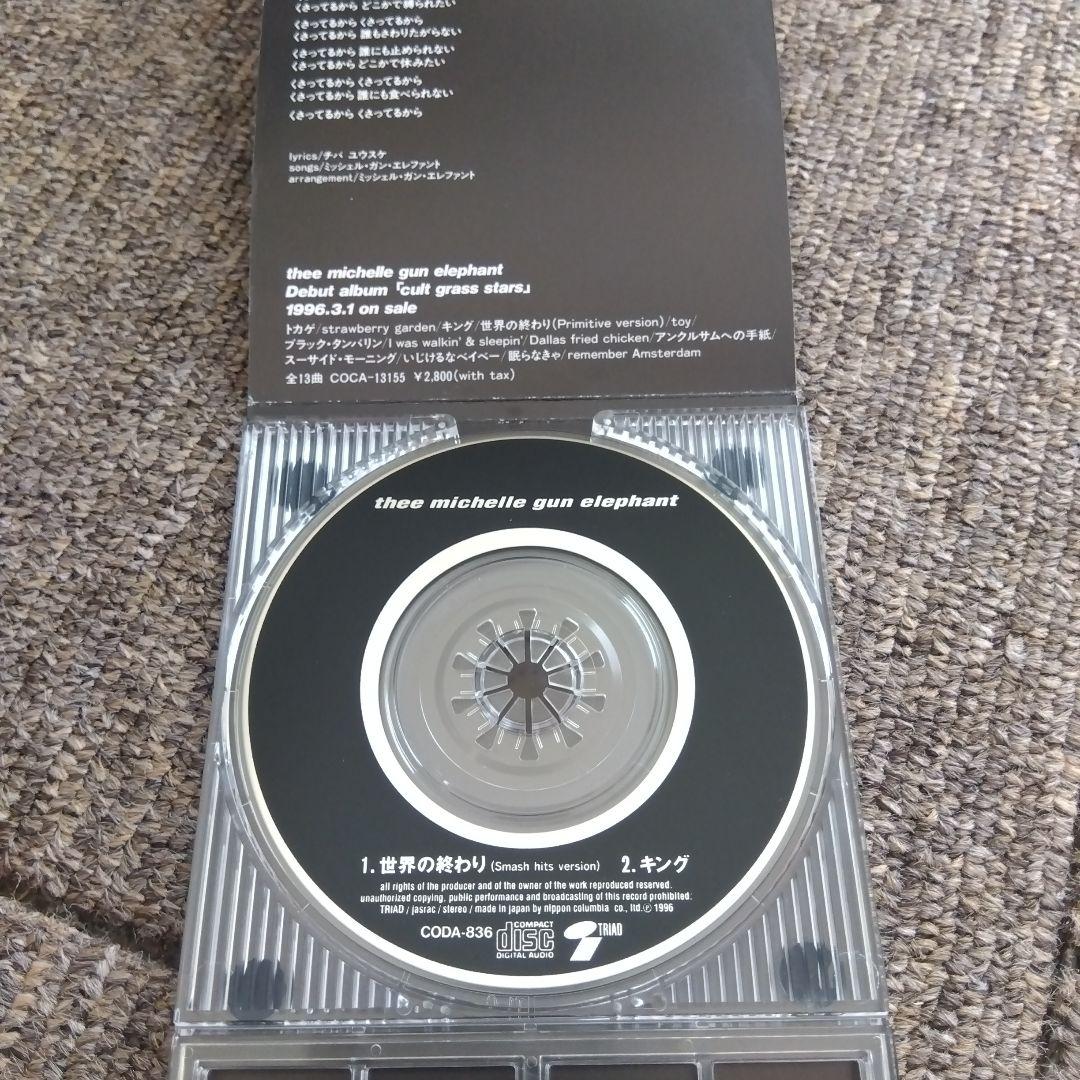 くさってるから どこかで縛られたい
くさってるから くさってるから
くさってるから 誰もさわりたがらない
くさってるから 誰にも止められない
くさってるから どこかで休みたい
くさってるから くさってるから
くさってるから 誰にも食べられない
くさってるから くさってるから
lyrics/チバ ユウスケ
songs/ミッシェル・ガン・エレファント
arrangement/ミッシェル・ガン・エレファント
thee michelle gun elephant
Debut album 『cult grass stars』
1996.3.1 on sale
トカゲ/strawberry garden/キング/世界の終わり(Primitive version)/toy/
ブラック・タンバリン/I was walkin' & sleepin'/Dallas fried chicken/アンクルサムへの手紙/
スーサイド・モーニング/いじけるなベイベー/眠らなきゃ/remember Amsterdam
全13曲 COCA-13155 ¥2,800(with tax)
thee michelle gun elephant
1.世界の終わり(Smash hits version) 2.キング
all rights of the producer and of the owner of the work reproduced reserved.
unauthorized copying, public performance and broadcasting of this record prohibited.
TRIAD / jasrac / stereo / made in japan by nippon columbia co., ltd.Ⓟ 1996
CODA-836 COMPACT disc DIGITAL AUDIO TRIAD